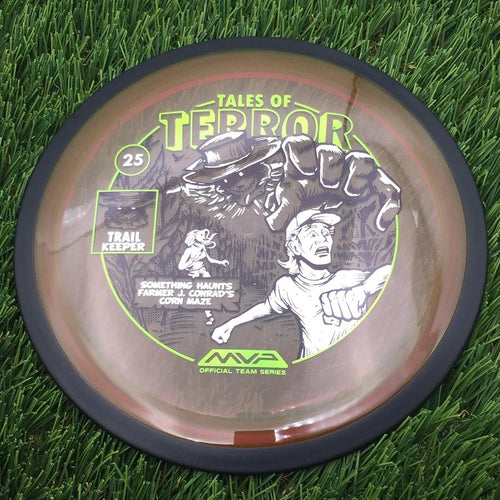 TALES OF
TERROR
25
TRAIL
KEEPER
SOMETHING HAUNTS
FARMER J. CONRAD'S
CORN MAZE
MVP
OFFICIAL TEAM SERIES